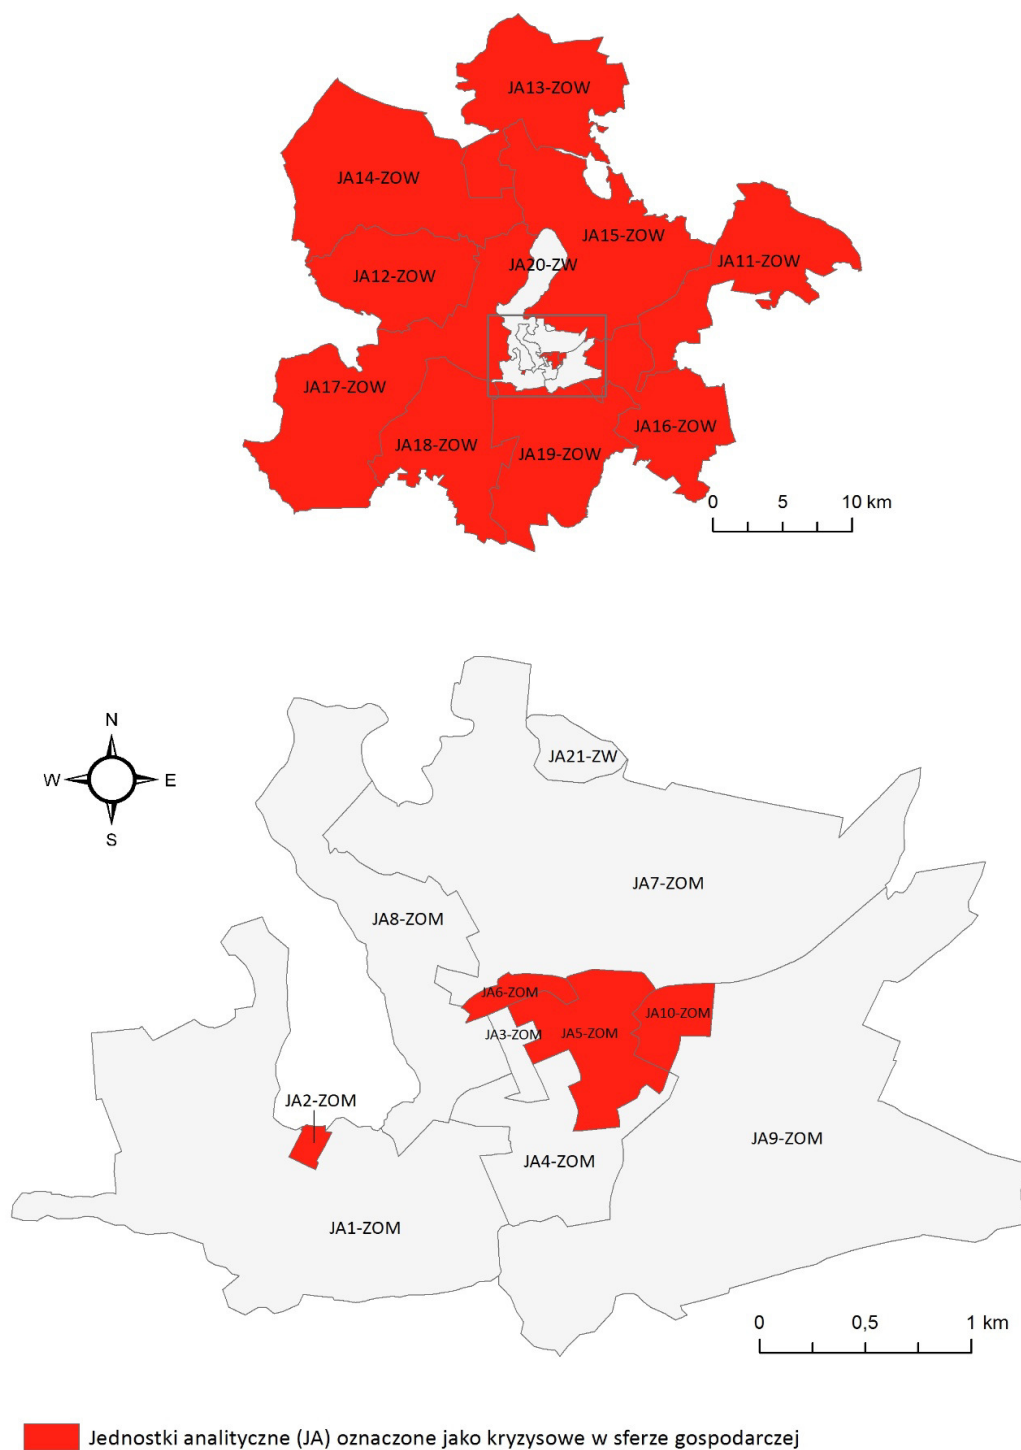 JA13-ZOW
JA14-ZOW
JA15-ZOW
JA11-ZOW
JA20-ZW
JA12-ZOW
JA17-ZOW
JA16-ZOW
JA18-ZOW
JA19-ZOW
0 5 10 km
N
W E
S
JA21-ZW
JA7-ZOM
JA8-ZOM
JA6-ZOM
JA10-ZOM
JA3-ZOM
JA5-ZOM
JA2-ZOM
JA9-ZOM
JA4-ZOM
JA1-ZOM
0 0,5 1 km
Jednostki analityczne (JA) oznaczone jako kryzysowe w sferze gospodarczej